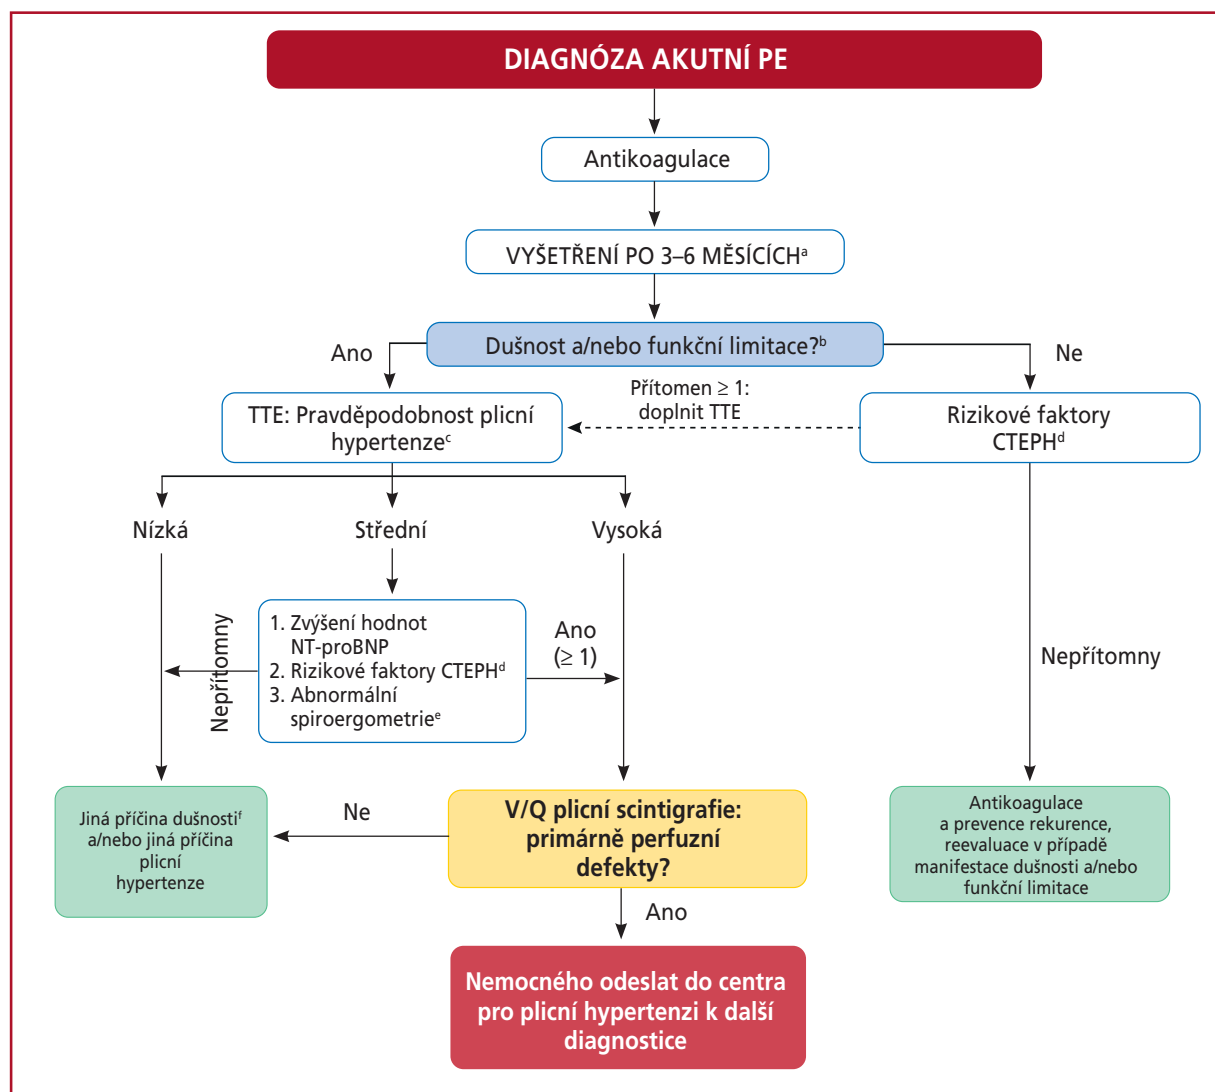 DIAGNÓZA AKUTNÍ PE
Antikoagulace
VYŠETŘENÍ PO 3–6 MĚSÍCÍCHᵃ
Dušnost a/nebo funkční limitace?ᵇ
Ano
Ne
Přítomen ≥ 1:
doplnit TTE
TTE: Pravděpodobnost plicní
hypertenzeᶜ
Rizikové faktory
CTEPHᵈ
Nízká
Střední
Vysoká
Nepřítomny
1. Zvýšení hodnot
NT-proBNP
2. Rizikové faktory CTEPHᵈ
3. Abnormální
spiroergometrieᵉ
Ano
(≥ 1)
Nepřítomny
Jiná příčina dušnostiᶠ
a/nebo jiná příčina
plicní
hypertenze
Ne
V/Q plicní scintigrafie:
primárně perfuzní
defekty?
Antikoagulace
a prevence rekurence,
reevaluace v případě
manifestace dušnosti a/nebo
funkční limitace
Ano
Nemocného odeslat do centra
pro plicní hypertenzi k další
diagnostice